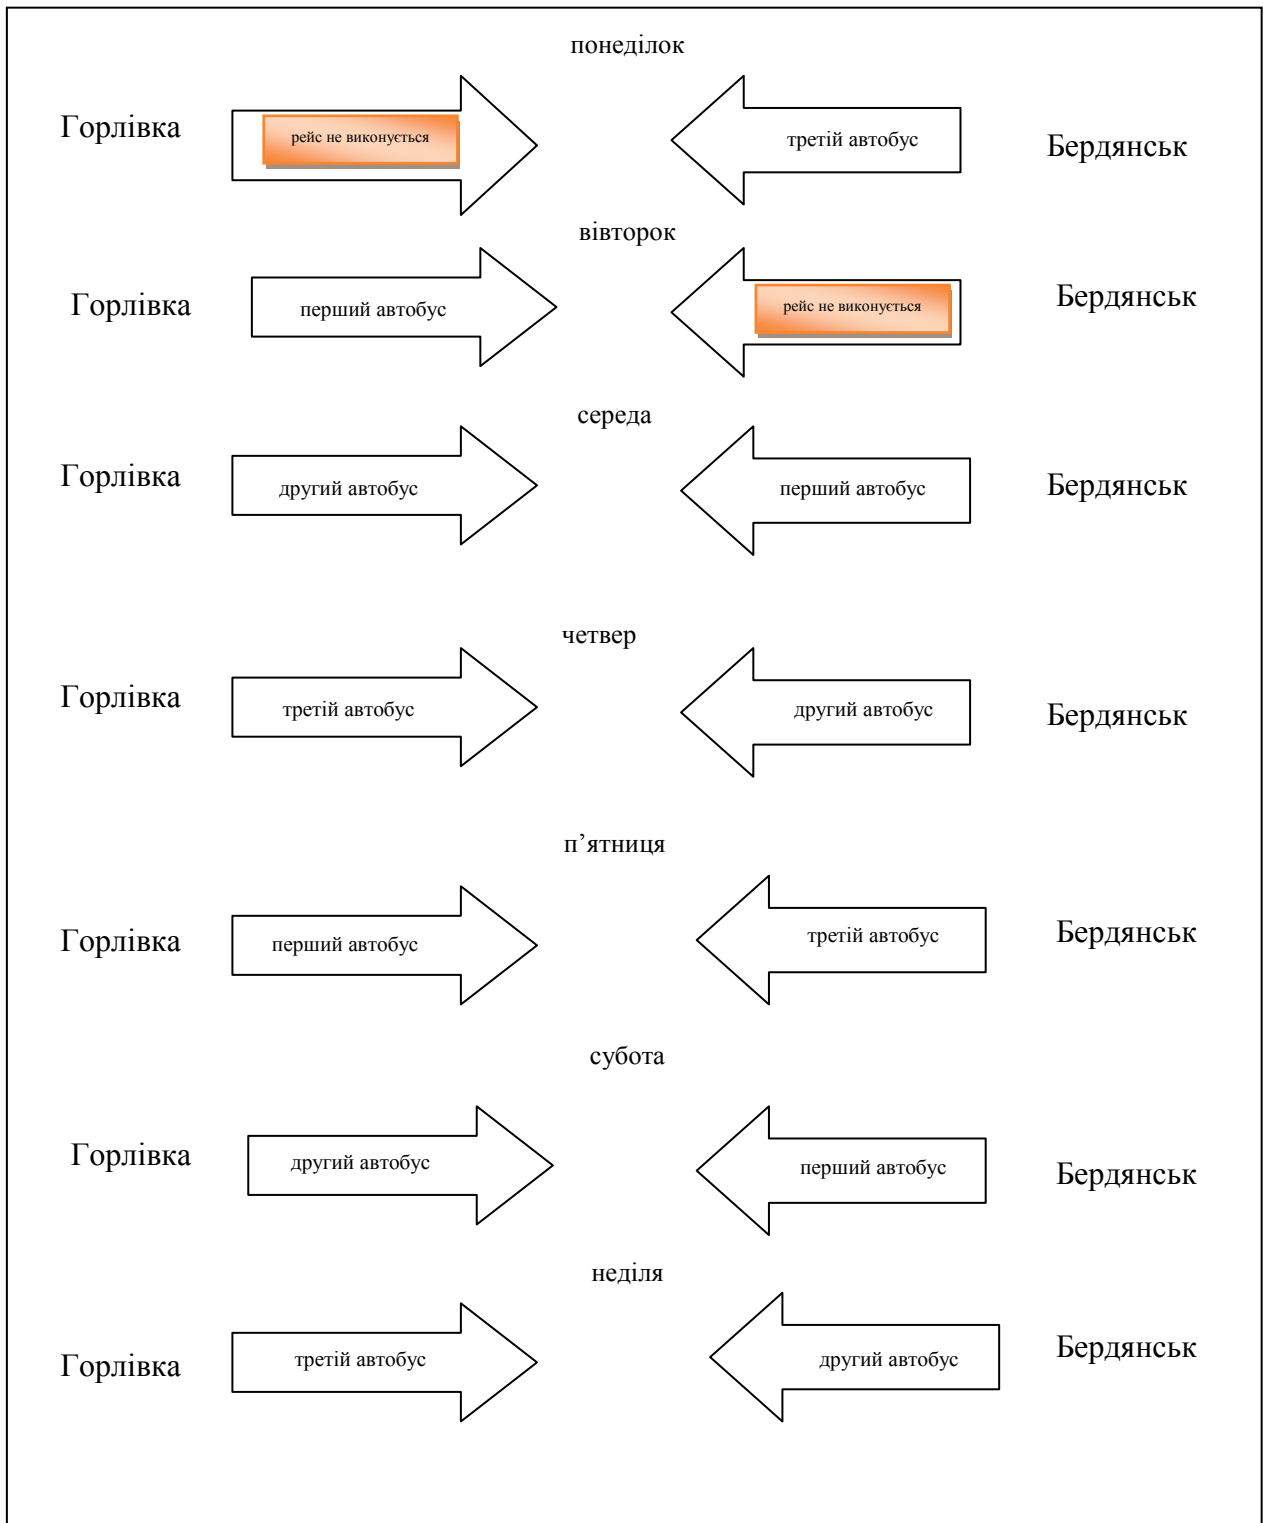 понеділок
Горлівка
рейс не виконується
третій автобус
Бердянськ
вівторок
Горлівка
перший автобус
рейс не виконується
Бердянськ
середа
Горлівка
другий автобус
перший автобус
Бердянськ
четвер
Горлівка
третій автобус
другий автобус
Бердянськ
п’ятниця
Горлівка
перший автобус
третій автобус
Бердянськ
субота
Горлівка
другий автобус
перший автобус
Бердянськ
неділя
Горлівка
третій автобус
другий автобус
Бердянськ